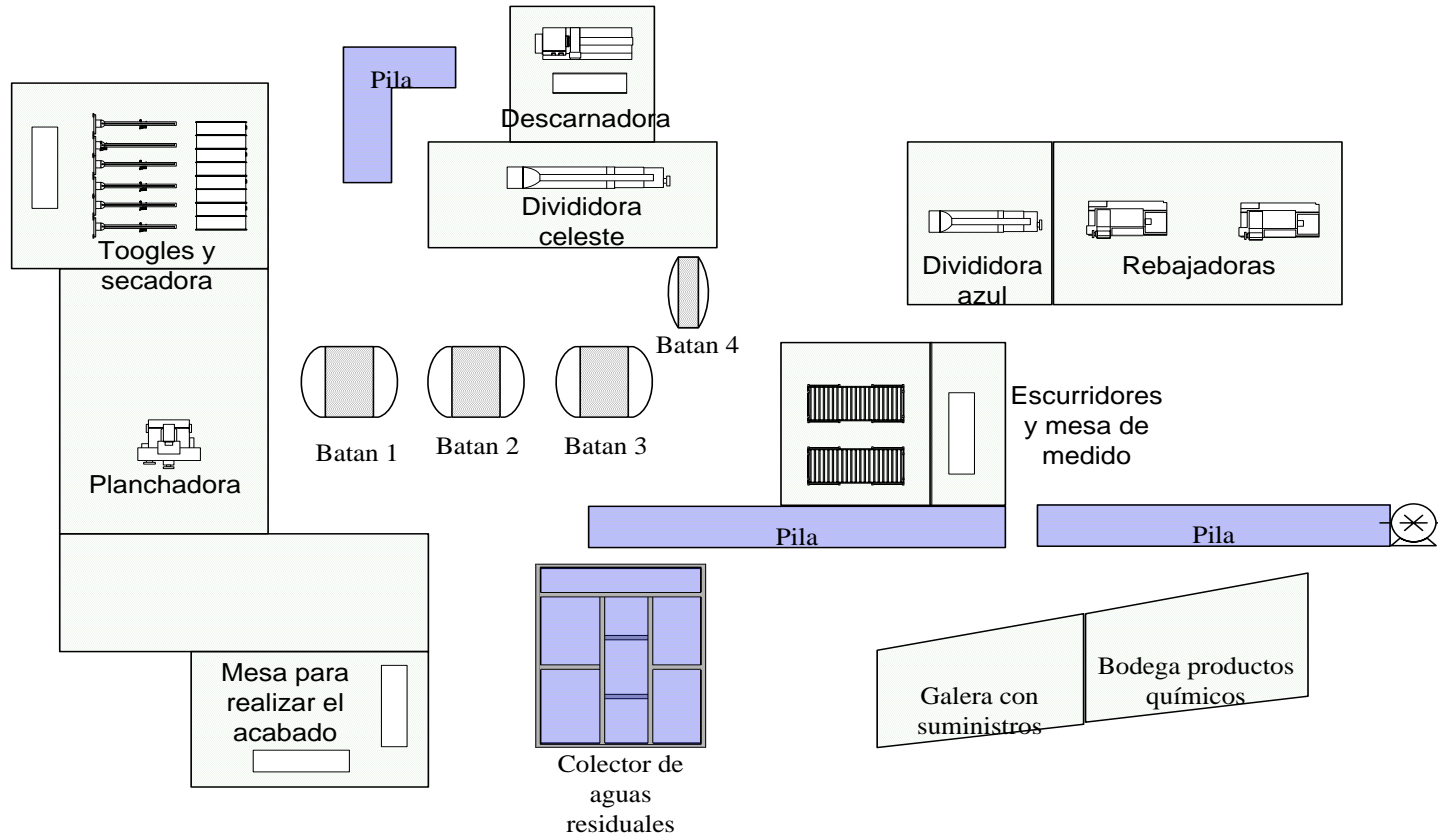 Pila
Descarnadora
Divididora
celeste
Toogles y
secadora
Divididora
azul
Rebajadoras
Batan 4
Batan 1
Batan 2
Batan 3
Escurridores
y mesa de
medido
Planchadora
Pila
Pila
Mesa para
realizar el
acabado
Galera con
suministros
Bodega productos
químicos
Colector de
aguas
residuales